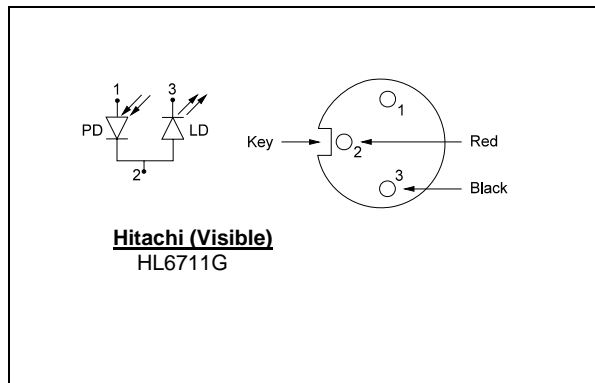 1 3
PD LD
2
1
Key 2 Red
3
Black
Hitachi (Visible)
HL6711G